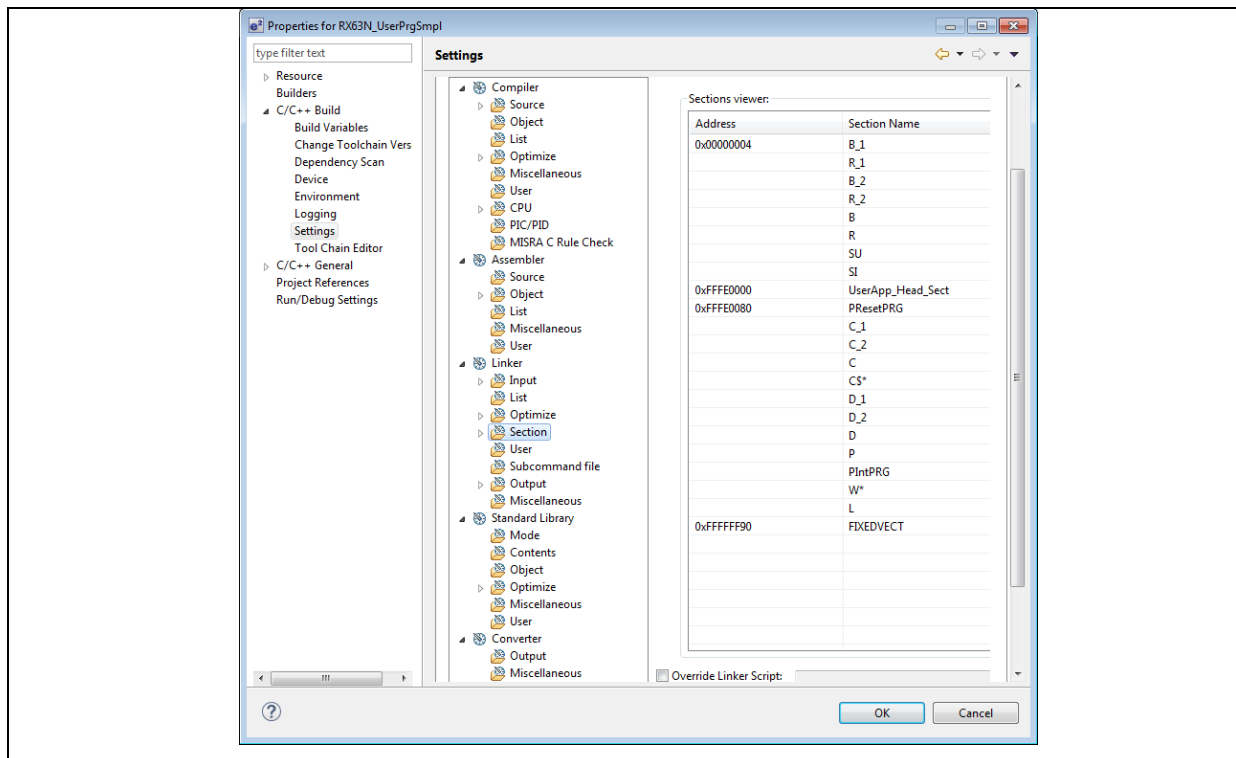 e² Properties for RX63N_UserPrgSmpl
type filter text
Resource
Builders
C/C++ Build
Build Variables
Change Toolchain Vers
Dependency Scan
Device
Environment
Logging
Settings
Tool Chain Editor
C/C++ General
Project References
Run/Debug Settings
Settings
Compiler
Source
Object
List
Optimize
Miscellaneous
User
CPU
PIC/PID
MISRA C Rule Check
Assembler
Source
Object
List
Miscellaneous
User
Linker
Input
List
Optimize
Section
User
Subcommand file
Output
Miscellaneous
Standard Library
Mode
Contents
Object
Optimize
Miscellaneous
User
Converter
Output
Miscellaneous
Sections viewer:
Address Section Name
0x00000004 B_1
R_1
B_2
R_2
B
R
SU
SI
0xFFFE0000 UserApp_Head_Sect
0xFFFE0080 PResetPRG
C_1
C_2
C
C$*
D_1
D_2
D
P
PIntPRG
W*
L
0xFFFFFF90 FIXEDVECT
Override Linker Script:
?
OK Cancel